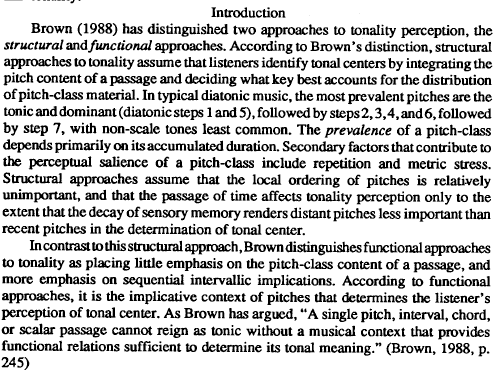 Introduction
Brown (1988) has distinguished two approaches to tonality perception, the
structural and functional approaches. According to Brown's distinction, structural
approaches to tonality assume that listeners identify tonal centers by integrating the
pitch content of a passage and deciding what key best accounts for the distribution
of pitch-class material. In typical diatonic music, the most prevalent pitches are the
tonic and dominant (diatonic steps 1 and 5), followed by steps 2, 3, 4, and 6, followed
by step 7, with non-scale tones least common. The prevalence of a pitch-class
depends primarily on its accumulated duration. Secondary factors that contribute to
the perceptual salience of a pitch-class include repetition and metric stress.
Structural approaches assume that the local ordering of pitches is relatively
unimportant, and that the passage of time affects tonality perception only to the
extent that the decay of sensory memory renders distant pitches less important than
recent pitches in the determination of tonal center.
In contrast to this structural approach, Brown distinguishes functional approaches
to tonality as placing little emphasis on the pitch-class content of a passage, and
more emphasis on sequential intervallic implications. According to functional
approaches, it is the implicative context of pitches that determines the listener's
perception of tonal center. As Brown has argued, "A single pitch, interval, chord,
or scalar passage cannot reign as tonic without a musical context that provides
functional relations sufficient to determine its tonal meaning." (Brown, 1988, p.
245)